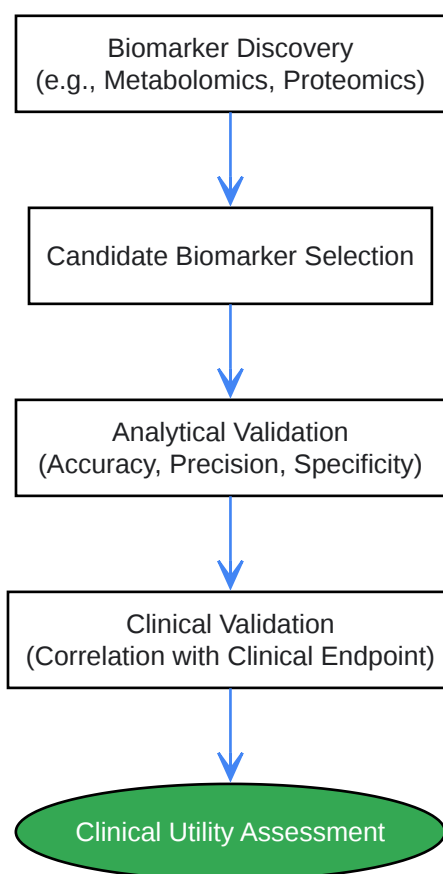 Biomarker Discovery
(e.g., Metabolomics, Proteomics)
Candidate Biomarker Selection
Analytical Validation
(Accuracy, Precision, Specificity)
Clinical Validation
(Correlation with Clinical Endpoint)
Clinical Utility Assessment